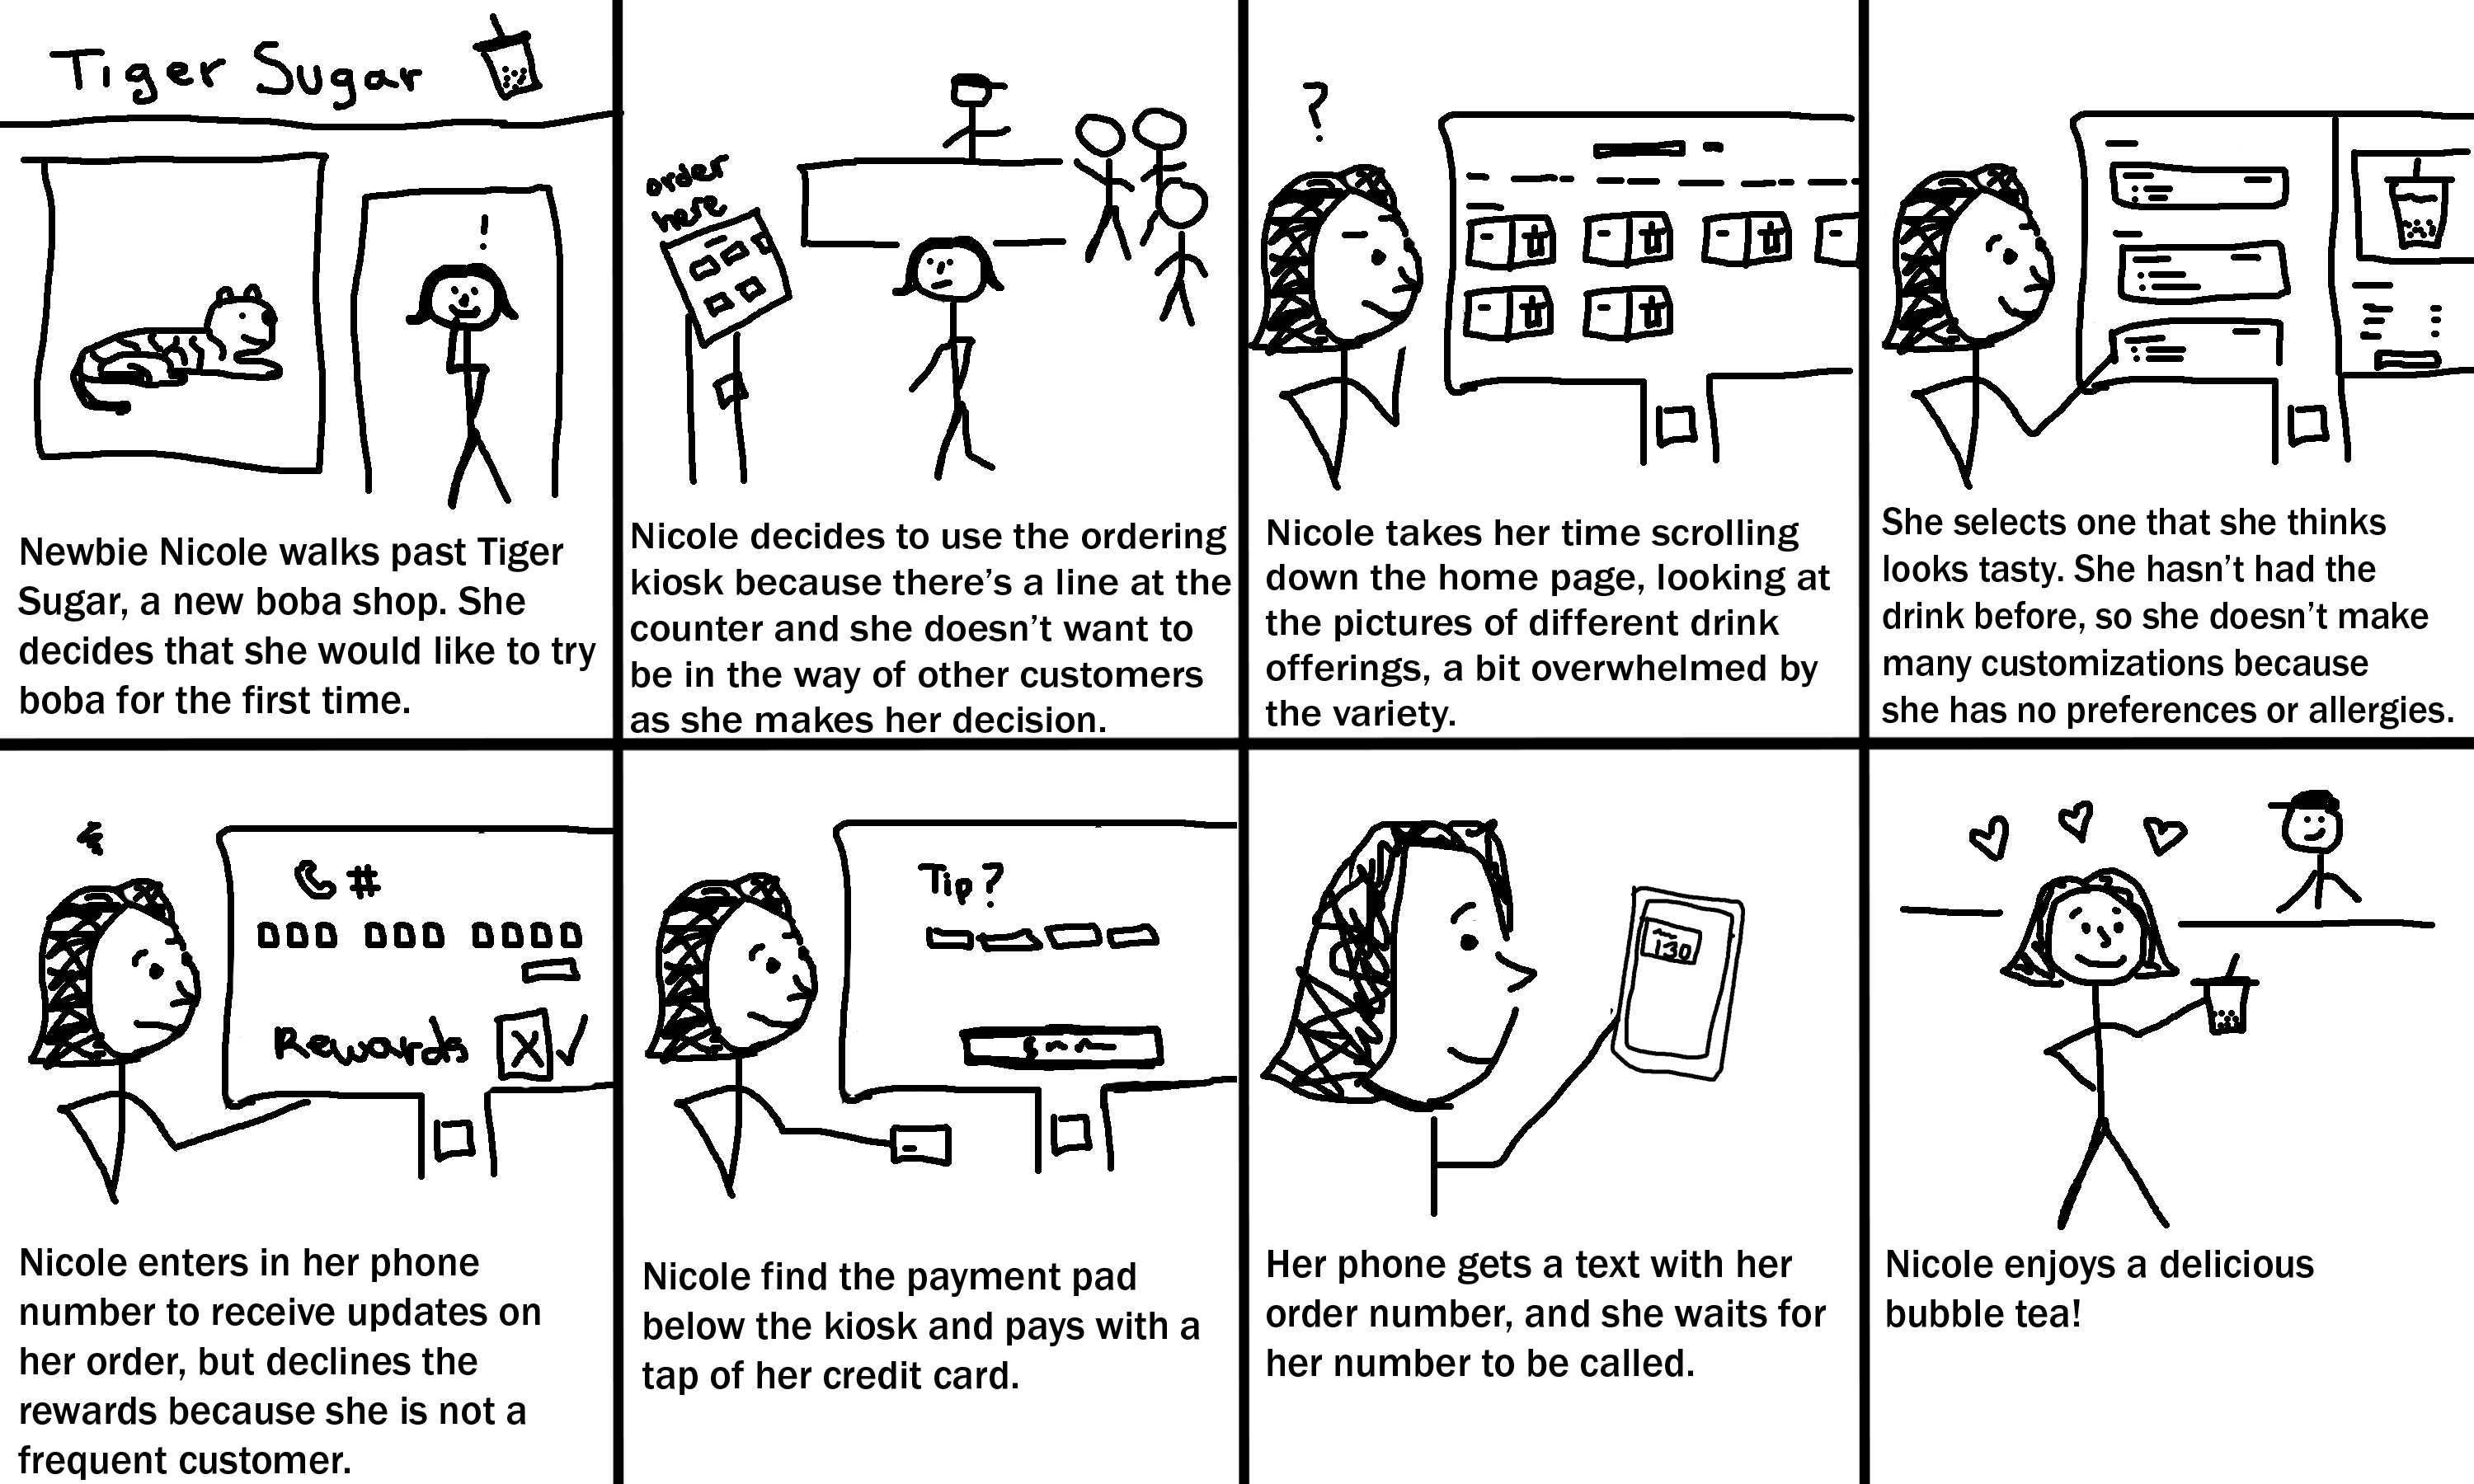 Tiger Sugar
Newbie Nicole walks past Tiger
Sugar, a new boba shop. She
decides that she would like to try
boba for the first time.
order
here
Nicole decides to use the ordering
kiosk because there's a line at the
counter and she doesn't want to
be in the way of other customers
as she makes her decision.
?
Nicole takes her time scrolling
down the home page, looking at
the pictures of different drink
offerings, a bit overwhelmed by
the variety.
She selects one that she thinks
looks tasty. She hasn't had the
drink before, so she doesn't make
many customizations because
she has no preferences or allergies.
#
Rewards X ✓
Nicole enters in her phone
number to receive updates on
her order, but declines the
rewards because she is not a
frequent customer.
Tip?
Nicole find the payment pad
below the kiosk and pays with a
tap of her credit card.
130
Her phone gets a text with her
order number, and she waits for
her number to be called.
Nicole enjoys a delicious
bubble tea!